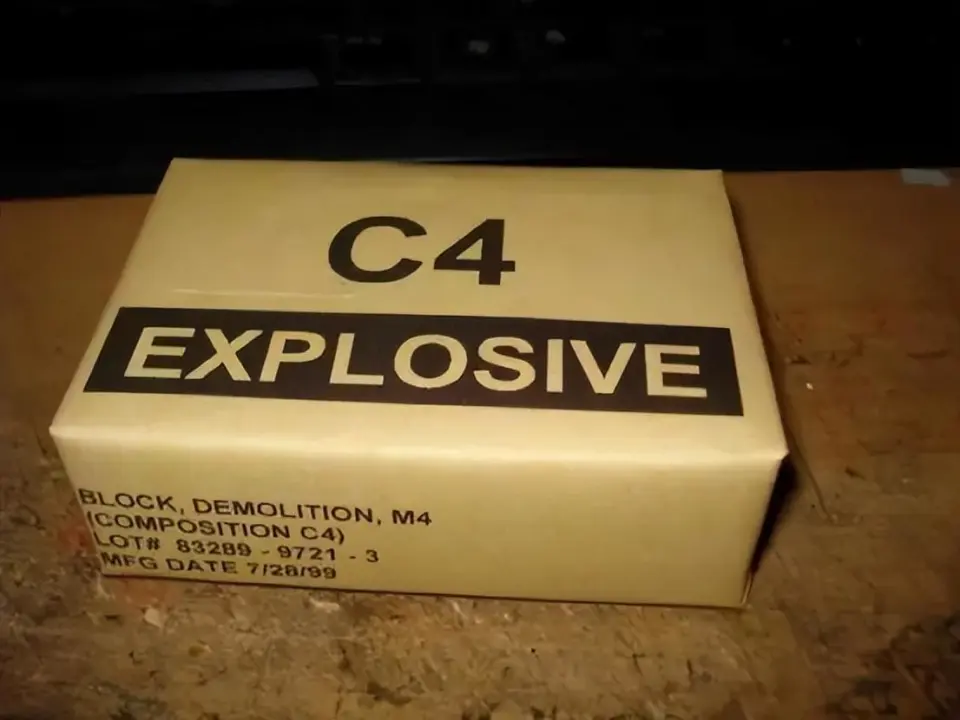 C4
EXPLOSIVE
BLOCK, DEMOLITION, M4
(COMPOSITION C4)
LOT# 83289 - 9721 - 3
MFG DATE 7/28/99